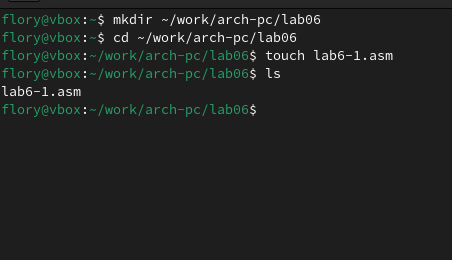 flory@vbox:~$ mkdir ~/work/arch-pc/lab06
flory@vbox:~$ cd ~/work/arch-pc/lab06
flory@vbox:~/work/arch-pc/lab06$ touch lab6-1.asm
flory@vbox:~/work/arch-pc/lab06$ ls
lab6-1.asm
flory@vbox:~/work/arch-pc/lab06$